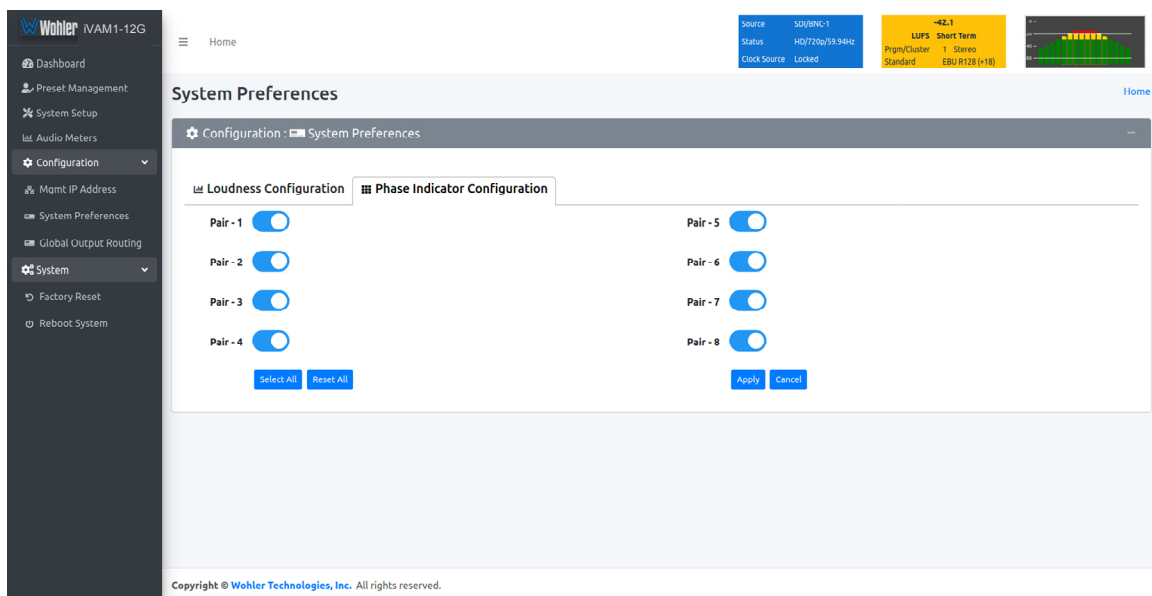 Wohler iVAM1-12G
Dashboard
Preset Management
System Setup
Audio Meters
Configuration
Mgmt IP Address
System Preferences
Global Output Routing
System
Factory Reset
Reboot System
Home
Source SDI/BNC-1
Status HD/720p/59.94Hz
Clock Source Locked
-42.1
LUFS Short Term
Prgm/Cluster 1 Stereo
Standard EBU R128 (+18)
System Preferences
Home
Configuration : System Preferences
Loudness Configuration
Phase Indicator Configuration
Pair - 1
Pair - 2
Pair - 3
Pair - 4
Select All Reset All
Pair - 5
Pair - 6
Pair - 7
Pair - 8
Apply Cancel
Copyright © Wohler Technologies, Inc. All rights reserved.